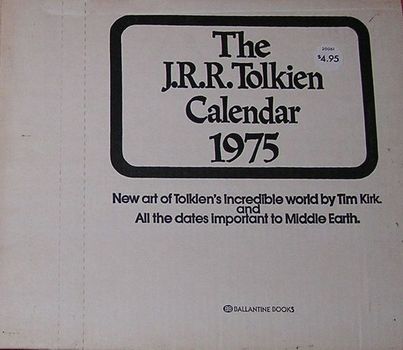 The
J.R.R. Tolkien
Calendar
1975
$4.95
New art of Tolkien's incredible world by Tim Kirk.
and
All the dates important to Middle Earth.
BB BALLANTINE BOOKS